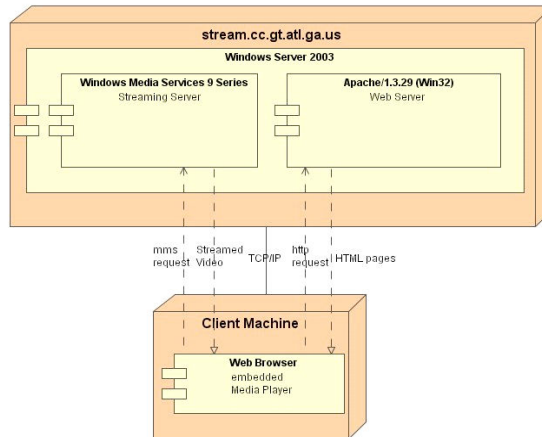 stream.cc.gt.atl.ga.us
Windows Server 2003
Windows Media Services 9 Series
Streaming Server
Apache/1.3.29 (Win32)
Web Server
mms
request
Streamed
Video
TCP/IP
http
request
HTML pages
Client Machine
Web Browser
embedded
Media Player